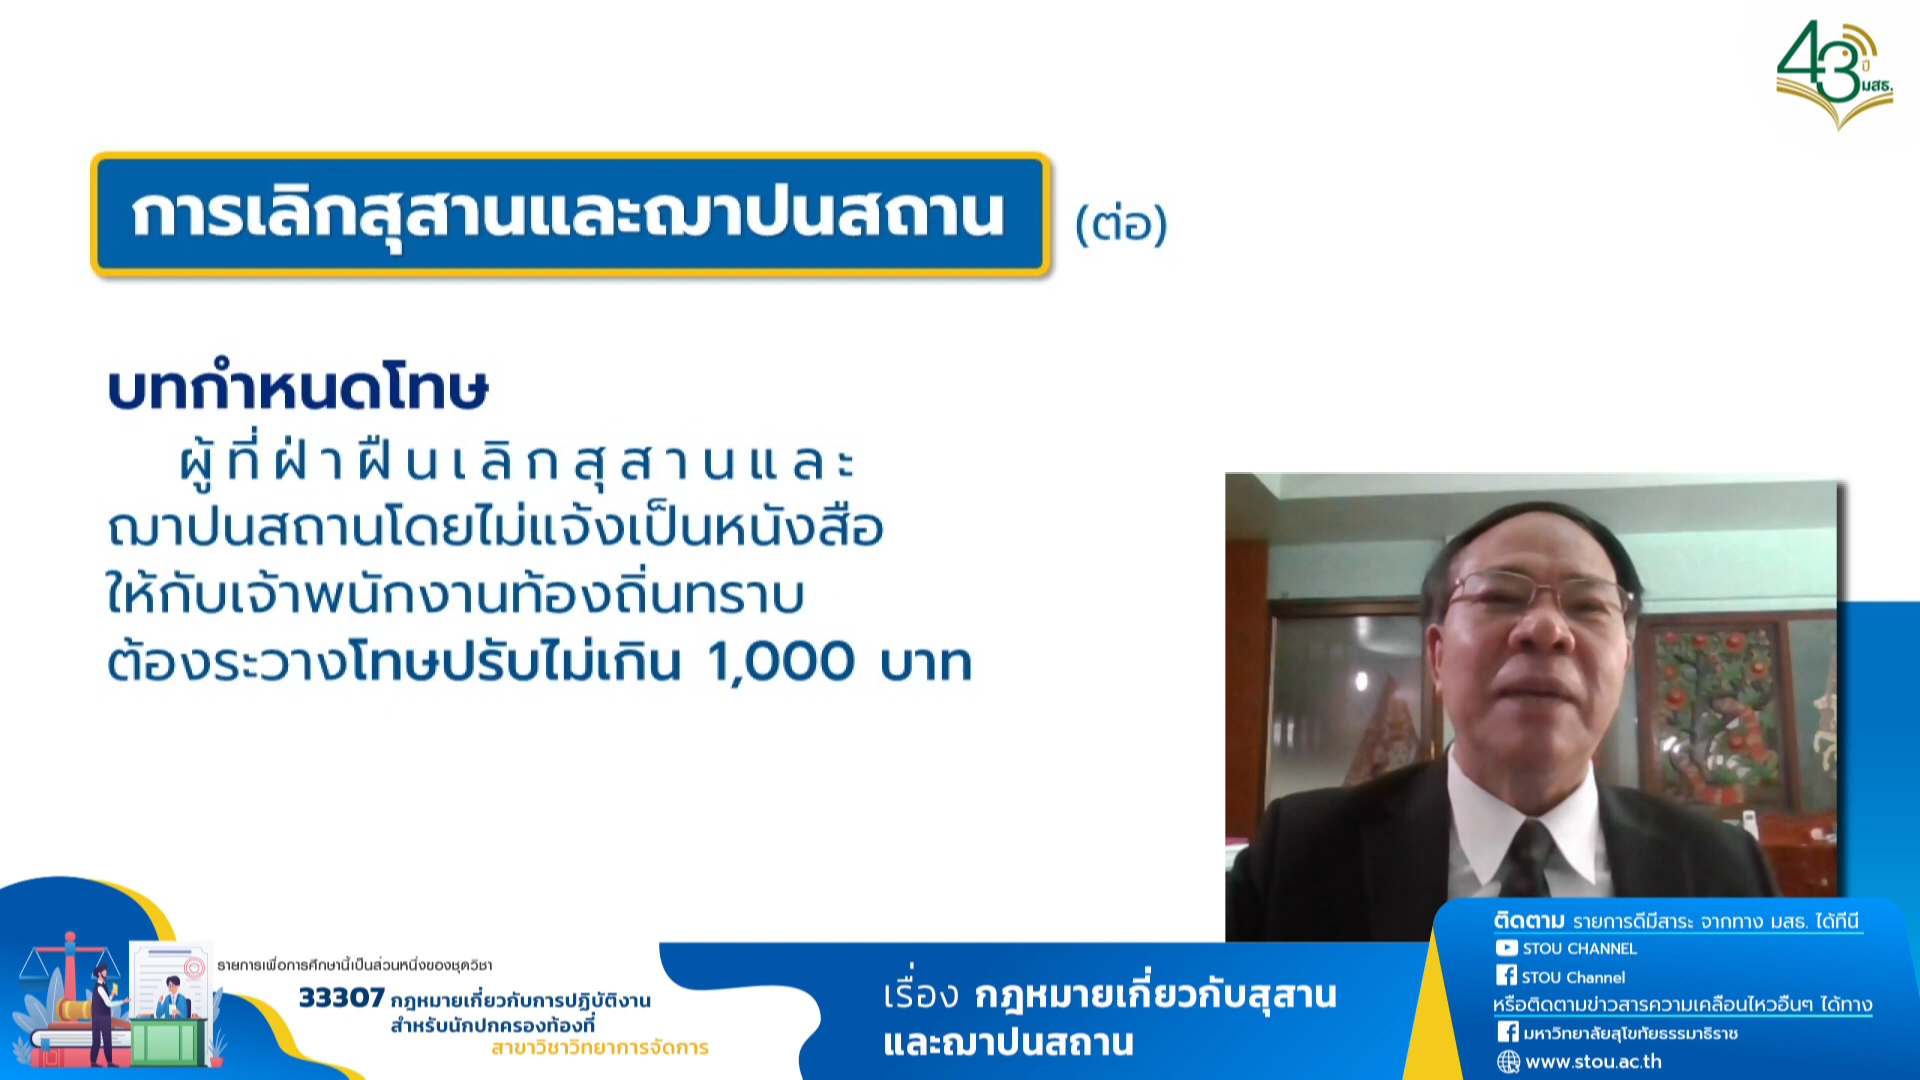 43
ปี
มสธ.
การเลิกสุสานและฌาปนสถาน (ต่อ)
บทกำหนดโทษ
ผู้ที่ฝ่าฝืนเลิกสุสานและ
ฌาปนสถานโดยไม่แจ้งเป็นหนังสือ
ให้กับเจ้าพนักงานท้องถิ่นทราบ
ต้องระวางโทษปรับไม่เกิน 1,000 บาท
รายการเพื่อการศึกษานี้เป็นส่วนหนึ่งของชุดวิชา
33307 กฎหมายเกี่ยวกับการปฏิบัติงาน
สำหรับนักปกครองท้องที่
สาขาวิชาวิทยาการจัดการ
เรื่อง กฎหมายเกี่ยวกับสุสาน
และฌาปนสถาน
ติดตาม รายการดีมีสาระ จากทาง มสธ. ได้ที่นี่
STOU CHANNEL
STOU Channel
หรือติดตามข่าวสารความเคลื่อนไหวอื่นๆ ได้ทาง
มหาวิทยาลัยสุโขทัยธรรมาธิราช
www.stou.ac.th